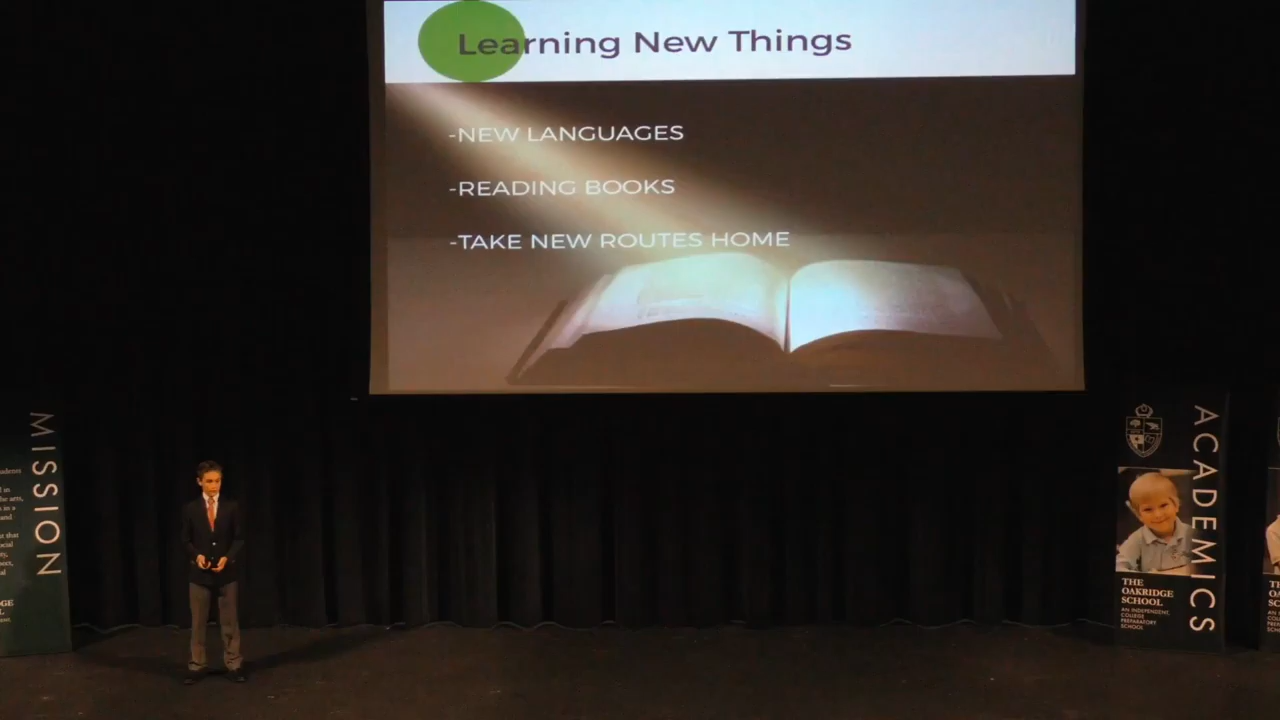 Learning New Things
-NEW LANGUAGES
-READING BOOKS
-TAKE NEW ROUTES HOME
MISSION
ACADEMICS
THE
OAKRIDGE
SCHOOL
AN INDEPENDENT,
COLLEGE
PREPARATORY
SCHOOL